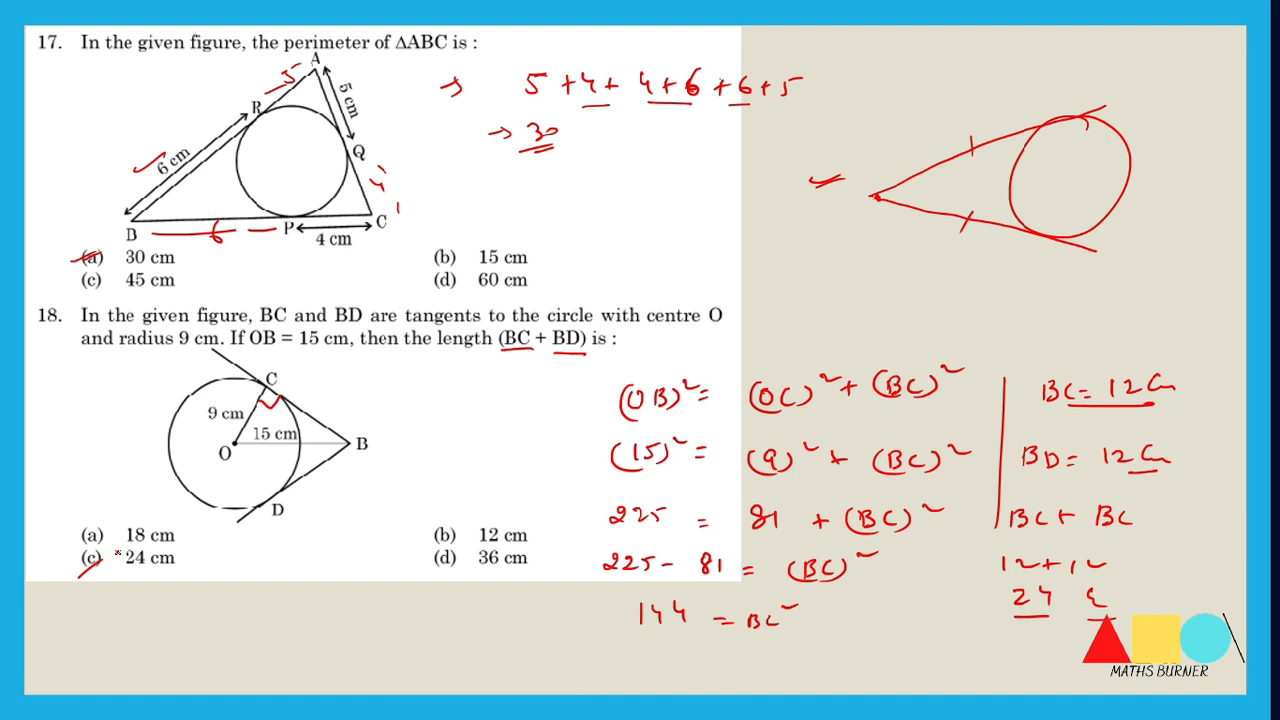 17. In the given figure, the perimeter of ΔABC is :
A
5
5 cm
R
Q
6 cm
4
B
6
P
C
4 cm
(a) 30 cm
(b) 15 cm
(c) 45 cm
(d) 60 cm
→ 5 + 4 + 4 + 6 + 6 + 5
→ 30
18. In the given figure, BC and BD are tangents to the circle with centre O
and radius 9 cm. If OB = 15 cm, then the length (BC + BD) is :
C
9 cm
15 cm
O
B
D
(a) 18 cm
(b) 12 cm
(c) 24 cm
(d) 36 cm
(OB)² = (OC)² + (BC)²
(15)² = (9)² + (BC)²
225 = 81 + (BC)²
225 - 81 = (BC)²
144 = BC²
BC = 12 cm
BD = 12 cm
BC + BC
12 + 12
24
MATHS BURNER